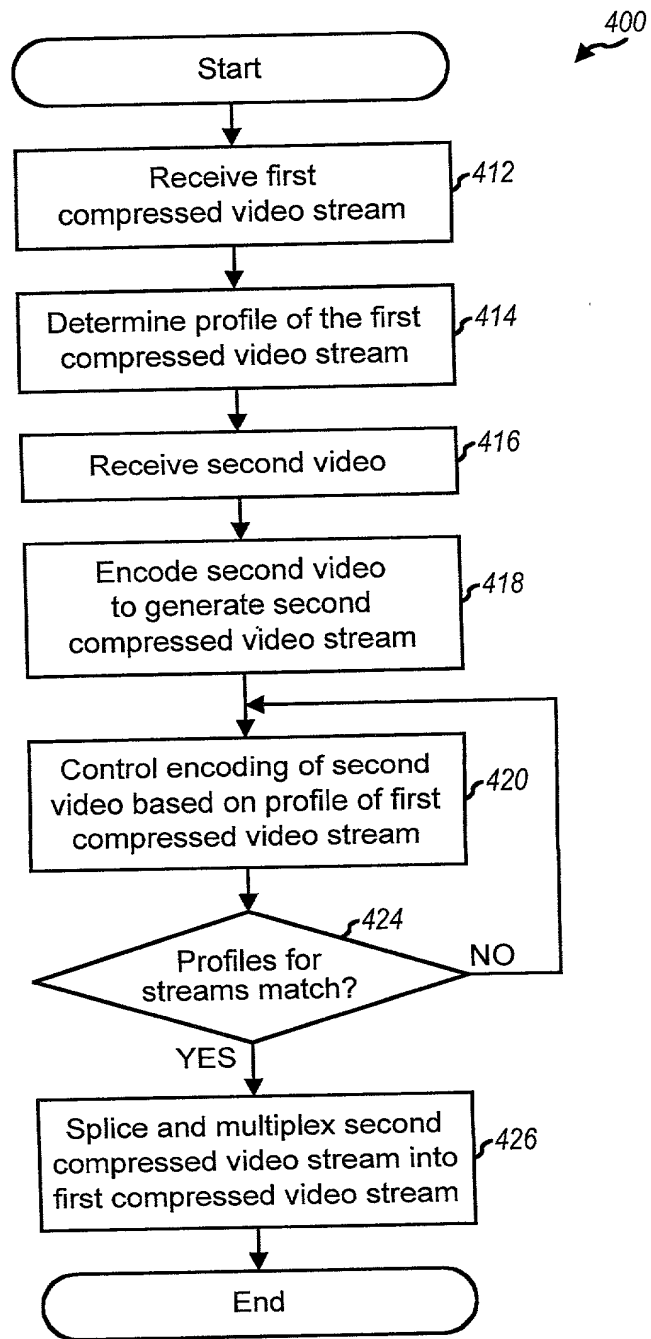 400
Start
Receive first
compressed video stream
412
Determine profile of the first
compressed video stream
414
Receive second video
416
Encode second video
to generate second
compressed video stream
418
Control encoding of second
video based on profile of first
compressed video stream
420
424
Profiles for
streams match?
NO
YES
Splice and multiplex second
compressed video stream into
first compressed video stream
426
End